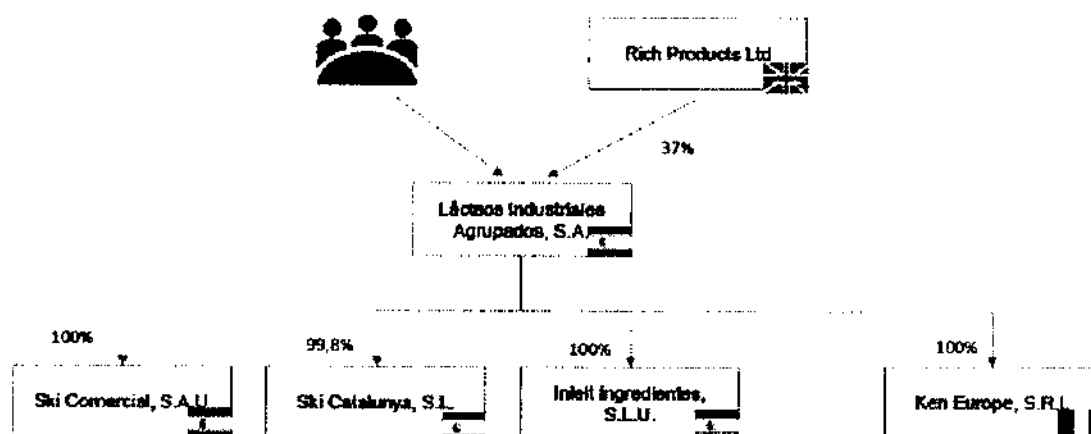 Rich Products Ltd
37%
Lácteos Industriales
Agrupados, S.A.
100%
99,8%
100%
100%
Ski Comercial, S.A.U.
Ski Catalunya, S.L.
Inleit Ingredientes,
S.L.U.
Ken Europe, S.R.L.